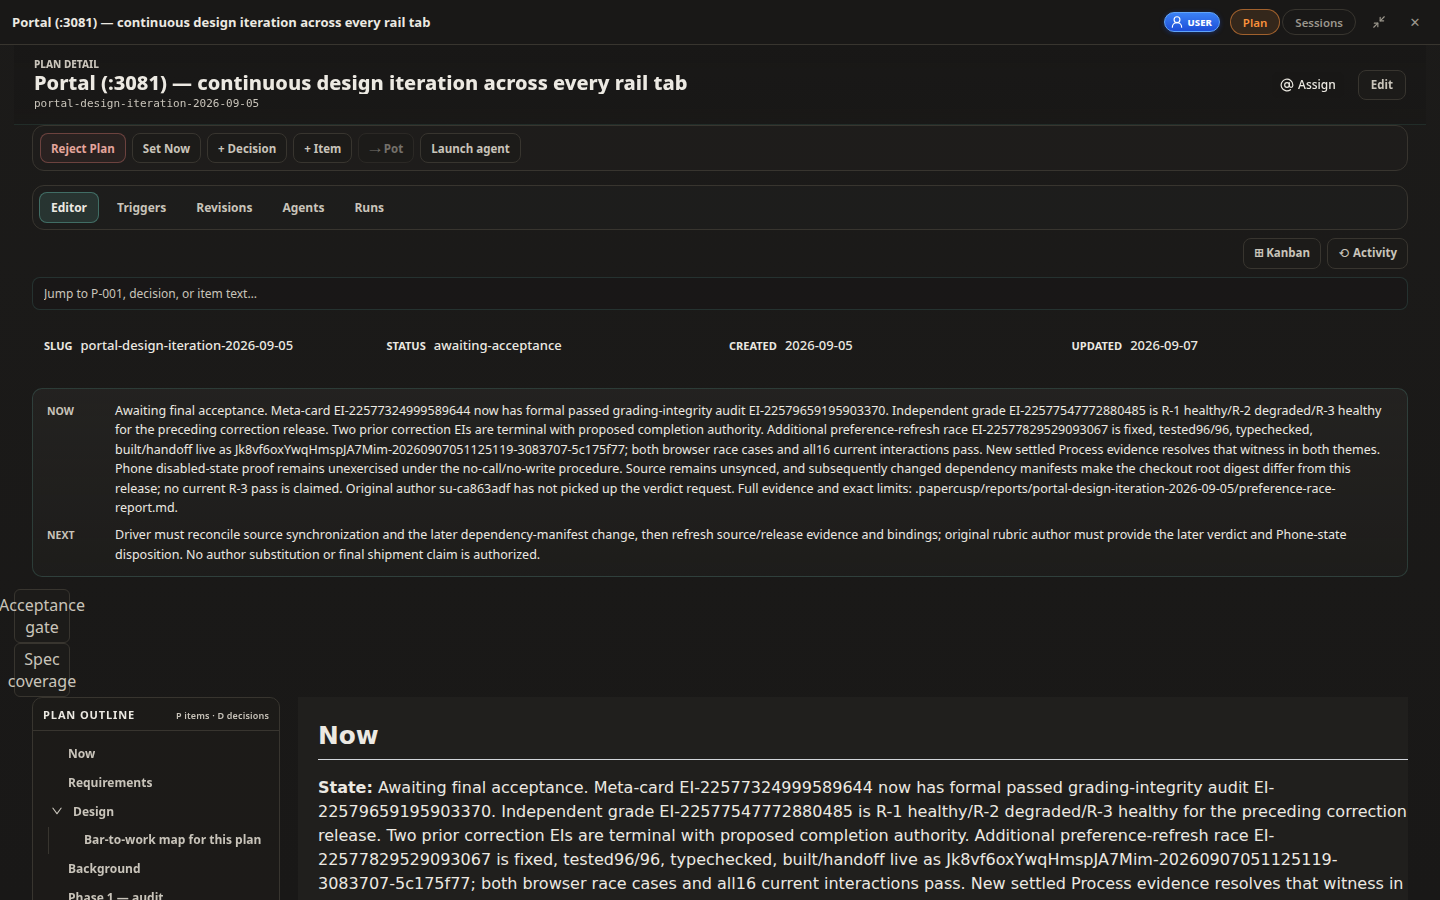 Portal (:3081) — continuous design iteration across every rail tab
USER
Plan
Sessions
PLAN DETAIL
Portal (:3081) — continuous design iteration across every rail tab
portal-design-iteration-2026-09-05
@ Assign
Edit
Reject Plan
Set Now
+ Decision
+ Item
→ Pot
Launch agent
Editor
Triggers
Revisions
Agents
Runs
⊞ Kanban
⟲ Activity
Jump to P-001, decision, or item text...
SLUG portal-design-iteration-2026-09-05
STATUS awaiting-acceptance
CREATED 2026-09-05
UPDATED 2026-09-07
NOW
Awaiting final acceptance. Meta-card EI-22577324999589644 now has formal passed grading-integrity audit EI-22579659195903370. Independent grade EI-22577547772880485 is R-1 healthy/R-2 degraded/R-3 healthy
for the preceding correction release. Two prior correction EIs are terminal with proposed completion authority. Additional preference-refresh race EI-22577829529093067 is fixed, tested96/96, typechecked,
built/handoff live as Jk8vf6oxYwqHmspJA7Mim-20260907051125119-3083707-5c175f77; both browser race cases and all16 current interactions pass. New settled Process evidence resolves that witness in both themes.
Phone disabled-state proof remains unexercised under the no-call/no-write procedure. Source remains unsynced, and subsequently changed dependency manifests make the checkout root digest differ from this
release; no current R-3 pass is claimed. Original author su-ca863adf has not picked up the verdict request. Full evidence and exact limits: .papercusp/reports/portal-design-iteration-2026-09-05/preference-race-
report.md.
NEXT
Driver must reconcile source synchronization and the later dependency-manifest change, then refresh source/release evidence and bindings; original rubric author must provide the later verdict and Phone-state
disposition. No author substitution or final shipment claim is authorized.
Acceptance
gate
Spec
coverage
PLAN OUTLINE
P items · D decisions
Now
Requirements
Design
Bar-to-work map for this plan
Background
Phase 1 — audit
Now
State: Awaiting final acceptance. Meta-card EI-22577324999589644 now has formal passed grading-integrity audit EI-
22579659195903370. Independent grade EI-22577547772880485 is R-1 healthy/R-2 degraded/R-3 healthy for the preceding correction
release. Two prior correction EIs are terminal with proposed completion authority. Additional preference-refresh race EI-
22577829529093067 is fixed, tested96/96, typechecked, built/handoff live as Jk8vf6oxYwqHmspJA7Mim-20260907051125119-
3083707-5c175f77; both browser race cases and all16 current interactions pass. New settled Process evidence resolves that witness in